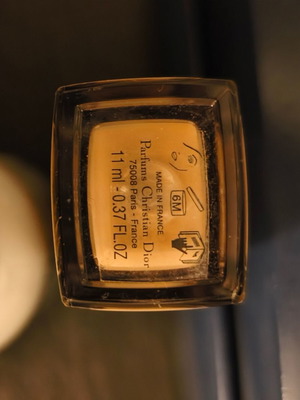 6M
MADE IN FRANCE
Parfums Christian Dior
75008 Paris - France
11 ml - 0.37 FL.OZ